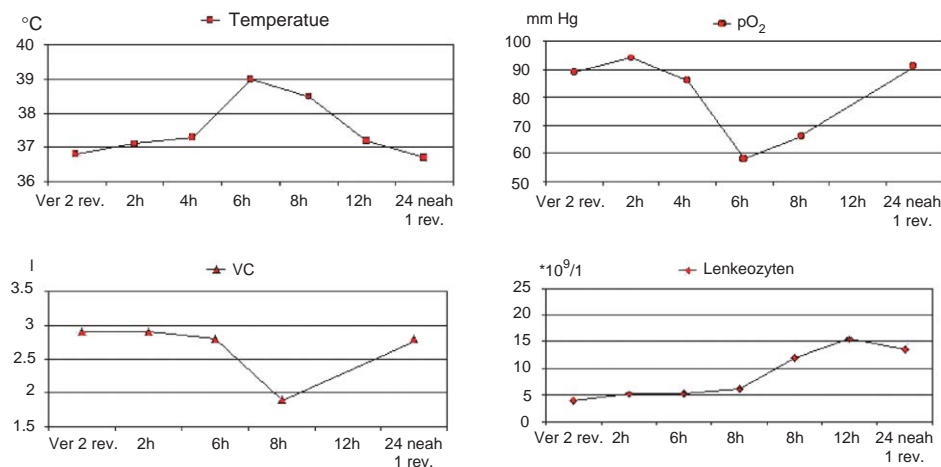 °C
Temperatue
39
38
37
36
Ver 2 rev. 2h 4h 6h 8h 12h 24 neah
1 rev.
mm Hg
pO₂
100
90
80
70
60
50
Ver 2 rev. 2h 4h 6h 8h 12h 24 neah
1 rev.
l
VC
3.5
3
2.5
2
1.5
Ver 2 rev. 2h 6h 8h 12h 24 neah
1 rev.
*10⁹/1
Lenkeozyten
25
20
15
10
5
0
Ver 2 rev. 2h 6h 8h 8h 12h 24 neah
1 rev.